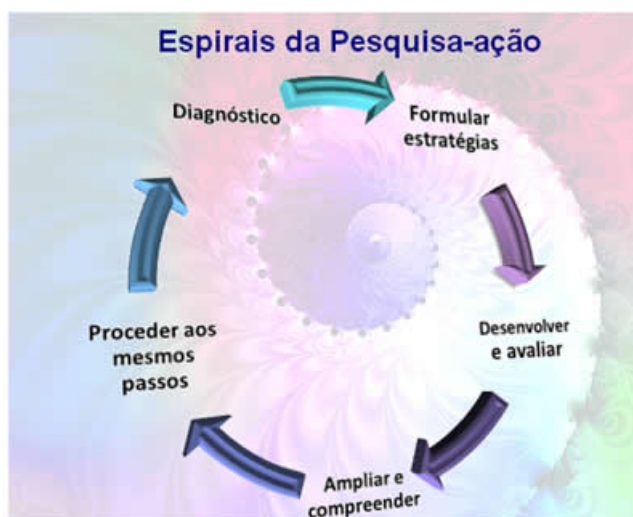 Espirais da Pesquisa-ação
Diagnóstico
Formular
estratégias
Desenvolver
e avaliar
Ampliar e
compreender
Proceder aos
mesmos
passos